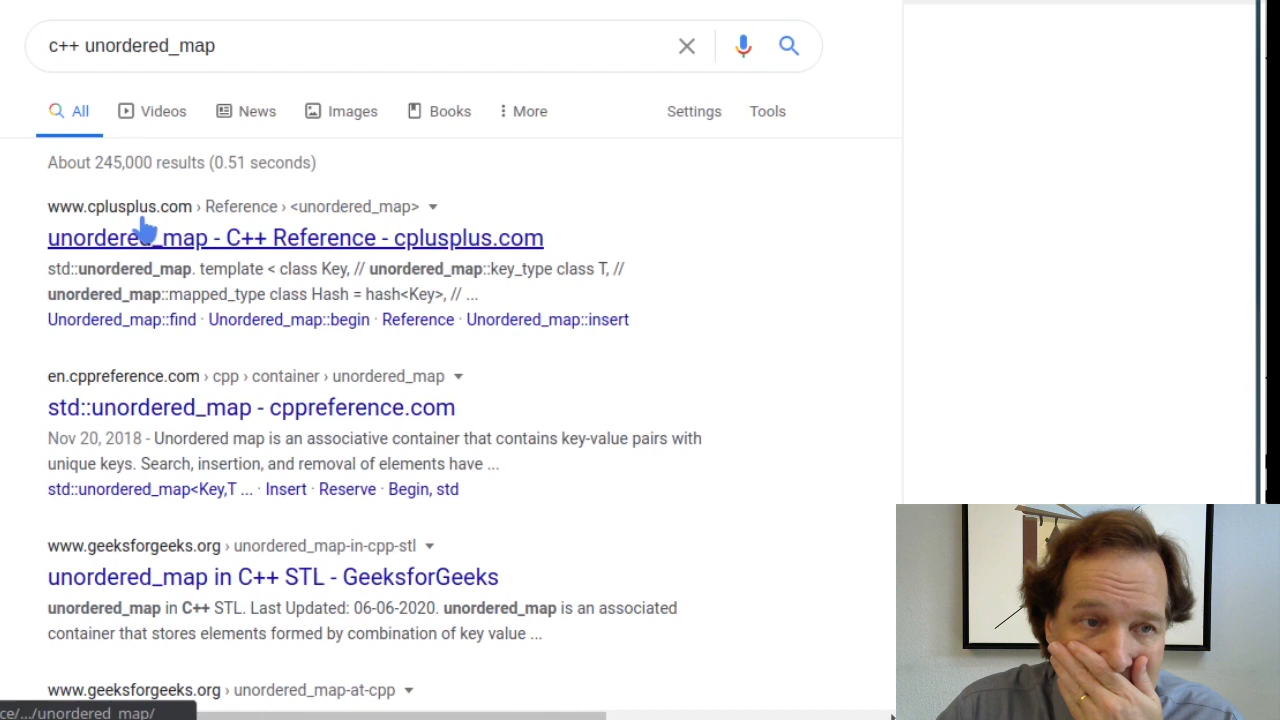 c++ unordered_map
All Videos News Images Books More Settings Tools
About 245,000 results (0.51 seconds)
www.cplusplus.com › Reference › <unordered_map>
unordered_map - C++ Reference - cplusplus.com
std::unordered_map. template < class Key, // unordered_map::key_type class T, //
unordered_map::mapped_type class Hash = hash<Key>, // ...
Unordered_map::find · Unordered_map::begin · Reference · Unordered_map::insert
en.cppreference.com › cpp › container › unordered_map
std::unordered_map - cppreference.com
Nov 20, 2018 - Unordered map is an associative container that contains key-value pairs with
unique keys. Search, insertion, and removal of elements have ...
std::unordered_map<Key,T ... · Insert · Reserve · Begin, std
www.geeksforgeeks.org › unordered_map-in-cpp-stl
unordered_map in C++ STL - GeeksforGeeks
unordered_map in C++ STL. Last Updated: 06-06-2020. unordered_map is an associated
container that stores elements formed by combination of key value ...
www.geeksforgeeks.org › unordered_map-at-cpp
ce/.../unordered_map/